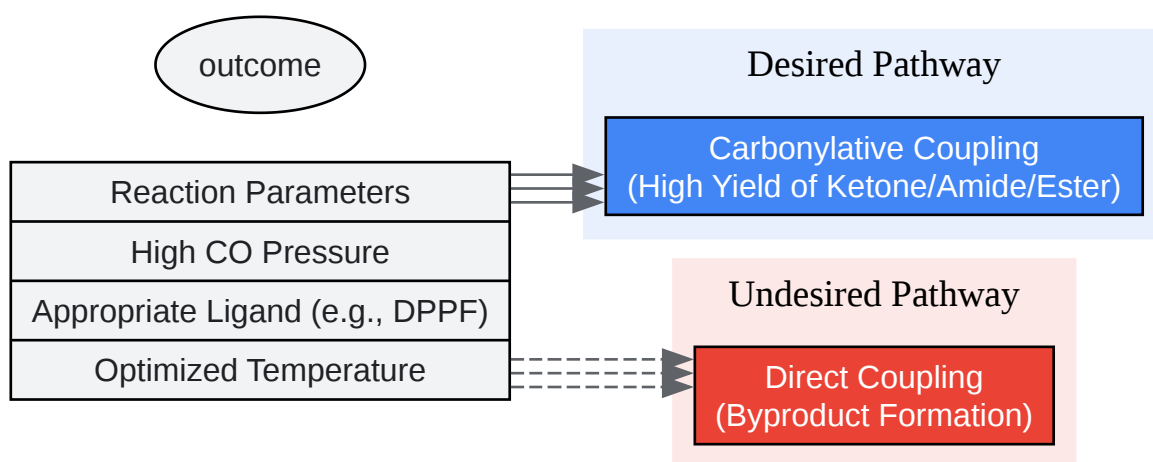 outcome
Reaction Parameters
High CO Pressure
Appropriate Ligand (e.g., DPPF)
Optimized Temperature
Desired Pathway
Carbonylative Coupling
(High Yield of Ketone/Amide/Ester)
Undesired Pathway
Direct Coupling
(Byproduct Formation)